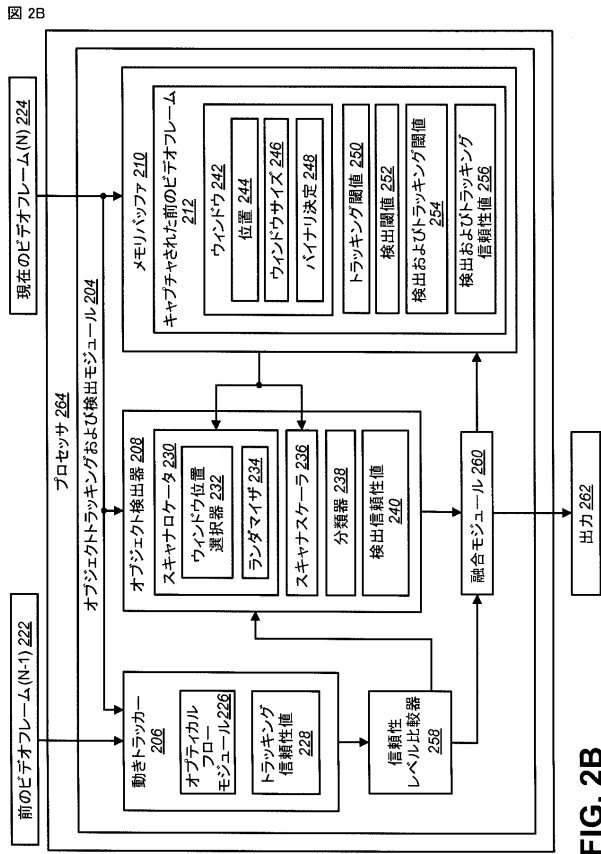 図 2B
前のビデオフレーム(N-1) 222
現在のビデオフレーム(N) 224
プロセッサ 264
オブジェクトトラッキングおよび検出モジュール 204
動きトラッカー
206
オプティカル
フロー
モジュール 226
トラッキング
信頼性値
228
信頼性
レベル比較器
258
オブジェクト検出器 208
スキャナロケータ 230
ウィンドウ位置
選択器 232
ランダマイザ 234
スキャナスケーラ 236
分類器 238
検出信頼性値
240
メモリバッファ 210
キャプチャされた前のビデオフレーム
212
ウィンドウ 242
位置 244
ウィンドウサイズ 246
バイナリ決定 248
トラッキング閾値 250
検出閾値 252
検出およびトラッキング閾値
254
検出およびトラッキング
信頼性値 256
融合モジュール 260
出力 262
FIG. 2B